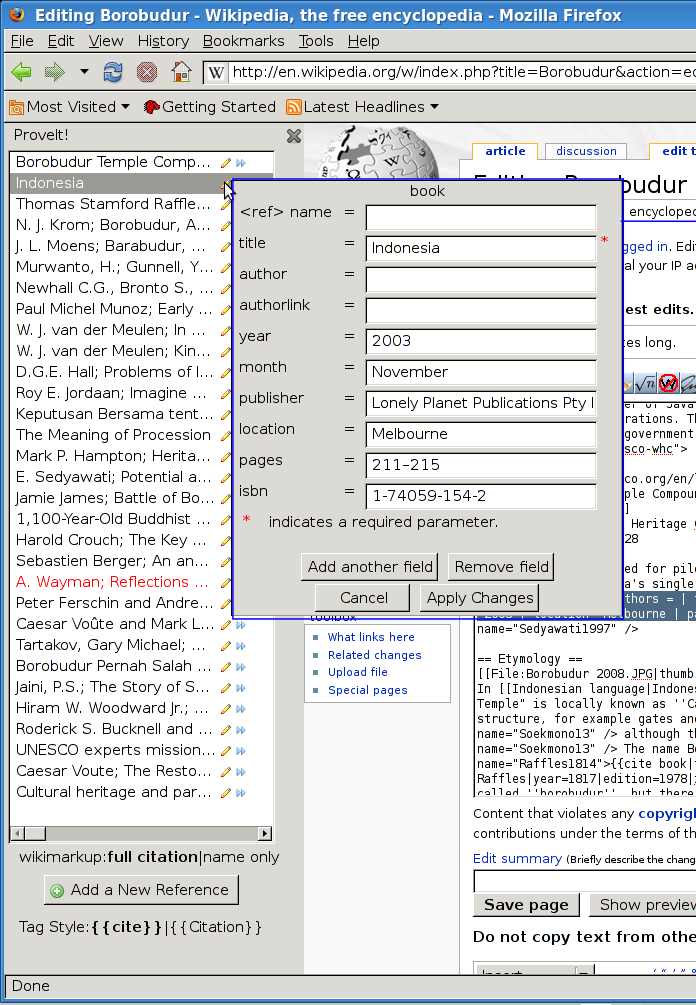 Editing Borobudur - Wikipedia, the free encyclopedia - Mozilla Firefox
File Edit View History Bookmarks Tools Help
W http://en.wikipedia.org/w/index.php?title=Borobudur&action=e
Most Visited Getting Started Latest Headlines
ProveIt!
Borobudur Temple Comp...
Indonesia
Thomas Stamford Raffle...
N. J. Krom; Borobudur, A...
J. L. Moens; Barabudur, ...
Murwanto, H.; Gunnell, Y...
Newhall C.G., Bronto S., ...
Paul Michel Munoz; Early ...
W. J. van der Meulen; In ...
W. J. van der Meulen; Kin...
D.G.E. Hall; Problems of I...
Roy E. Jordaan; Imagine ...
Keputusan Bersama tent...
The Meaning of Procession
Mark P. Hampton; Herita...
E. Sedyawati; Potential a...
Jamie James; Battle of Bo...
1,100-Year-Old Buddhist ...
Harold Crouch; The Key ...
Sebastien Berger; An an...
A. Wayman; Reflections ...
Peter Ferschin and Andre...
Caesar Voûte and Mark L...
Tartakov, Gary Michael; ...
Borobudur Pernah Salah ...
Jaini, P.S.; The Story of S...
Hiram W. Woodward Jr.; ...
Roderick S. Bucknell and ...
UNESCO experts mission...
Caesar Voute; The Resto...
Cultural heritage and par...
wikimarkup:full citation|name only
Add a New Reference
Tag Style:{{cite}}|{{Citation}}
book
<ref> name =
title = Indonesia *
author =
authorlink =
year = 2003
month = November
publisher = Lonely Planet Publications Pty l
location = Melbourne
pages = 211–215
isbn = 1-74059-154-2
* indicates a required parameter.
Add another field Remove field
Cancel Apply Changes
toolbox
What links here
Related changes
Upload file
Special pages
article discussion edit t
budur
encycloped
gged in. Edi
al your IP a
est edits.
tes long.
√n W
er of Java
rations. T
government
sco-whc">
co.org/en/
ple Compou
]
Heritage
28
ed for pil
a's single
thors = |
2003 | location= Melbourne | pa
name="Sedyawati1997" />
== Etymology ==
[[File:Borobudur 2008.JPG|thumb
In [[Indonesian language|Indones
Temple" is locally known as ''Ca
structure, for example gates and
name="Soekmono13" /> although th
name="Soekmono13" /> The name Bo
name="Raffles1814">{{cite book|t
Raffles|year=1817|edition=1978|
called ''borobudur'', but there
Content that violates any copyrig
contributions under the terms of th
Edit summary (Briefly describe the chang
Save page Show preview
Do not copy text from othe
Insert
Done